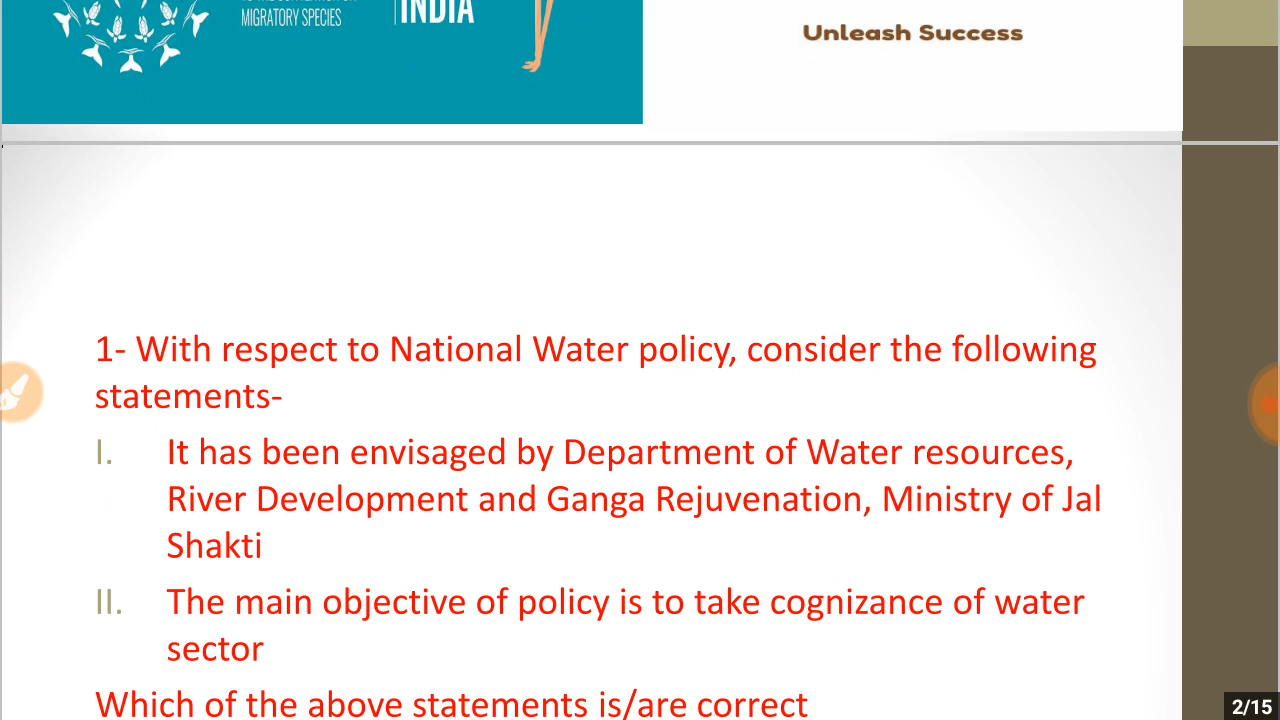 MIGRATORY SPECIES
INDIA
Unleash Success
1- With respect to National Water policy, consider the following
statements-
I. It has been envisaged by Department of Water resources,
River Development and Ganga Rejuvenation, Ministry of Jal
Shakti
II. The main objective of policy is to take cognizance of water
sector
Which of the above statements is/are correct
2/15